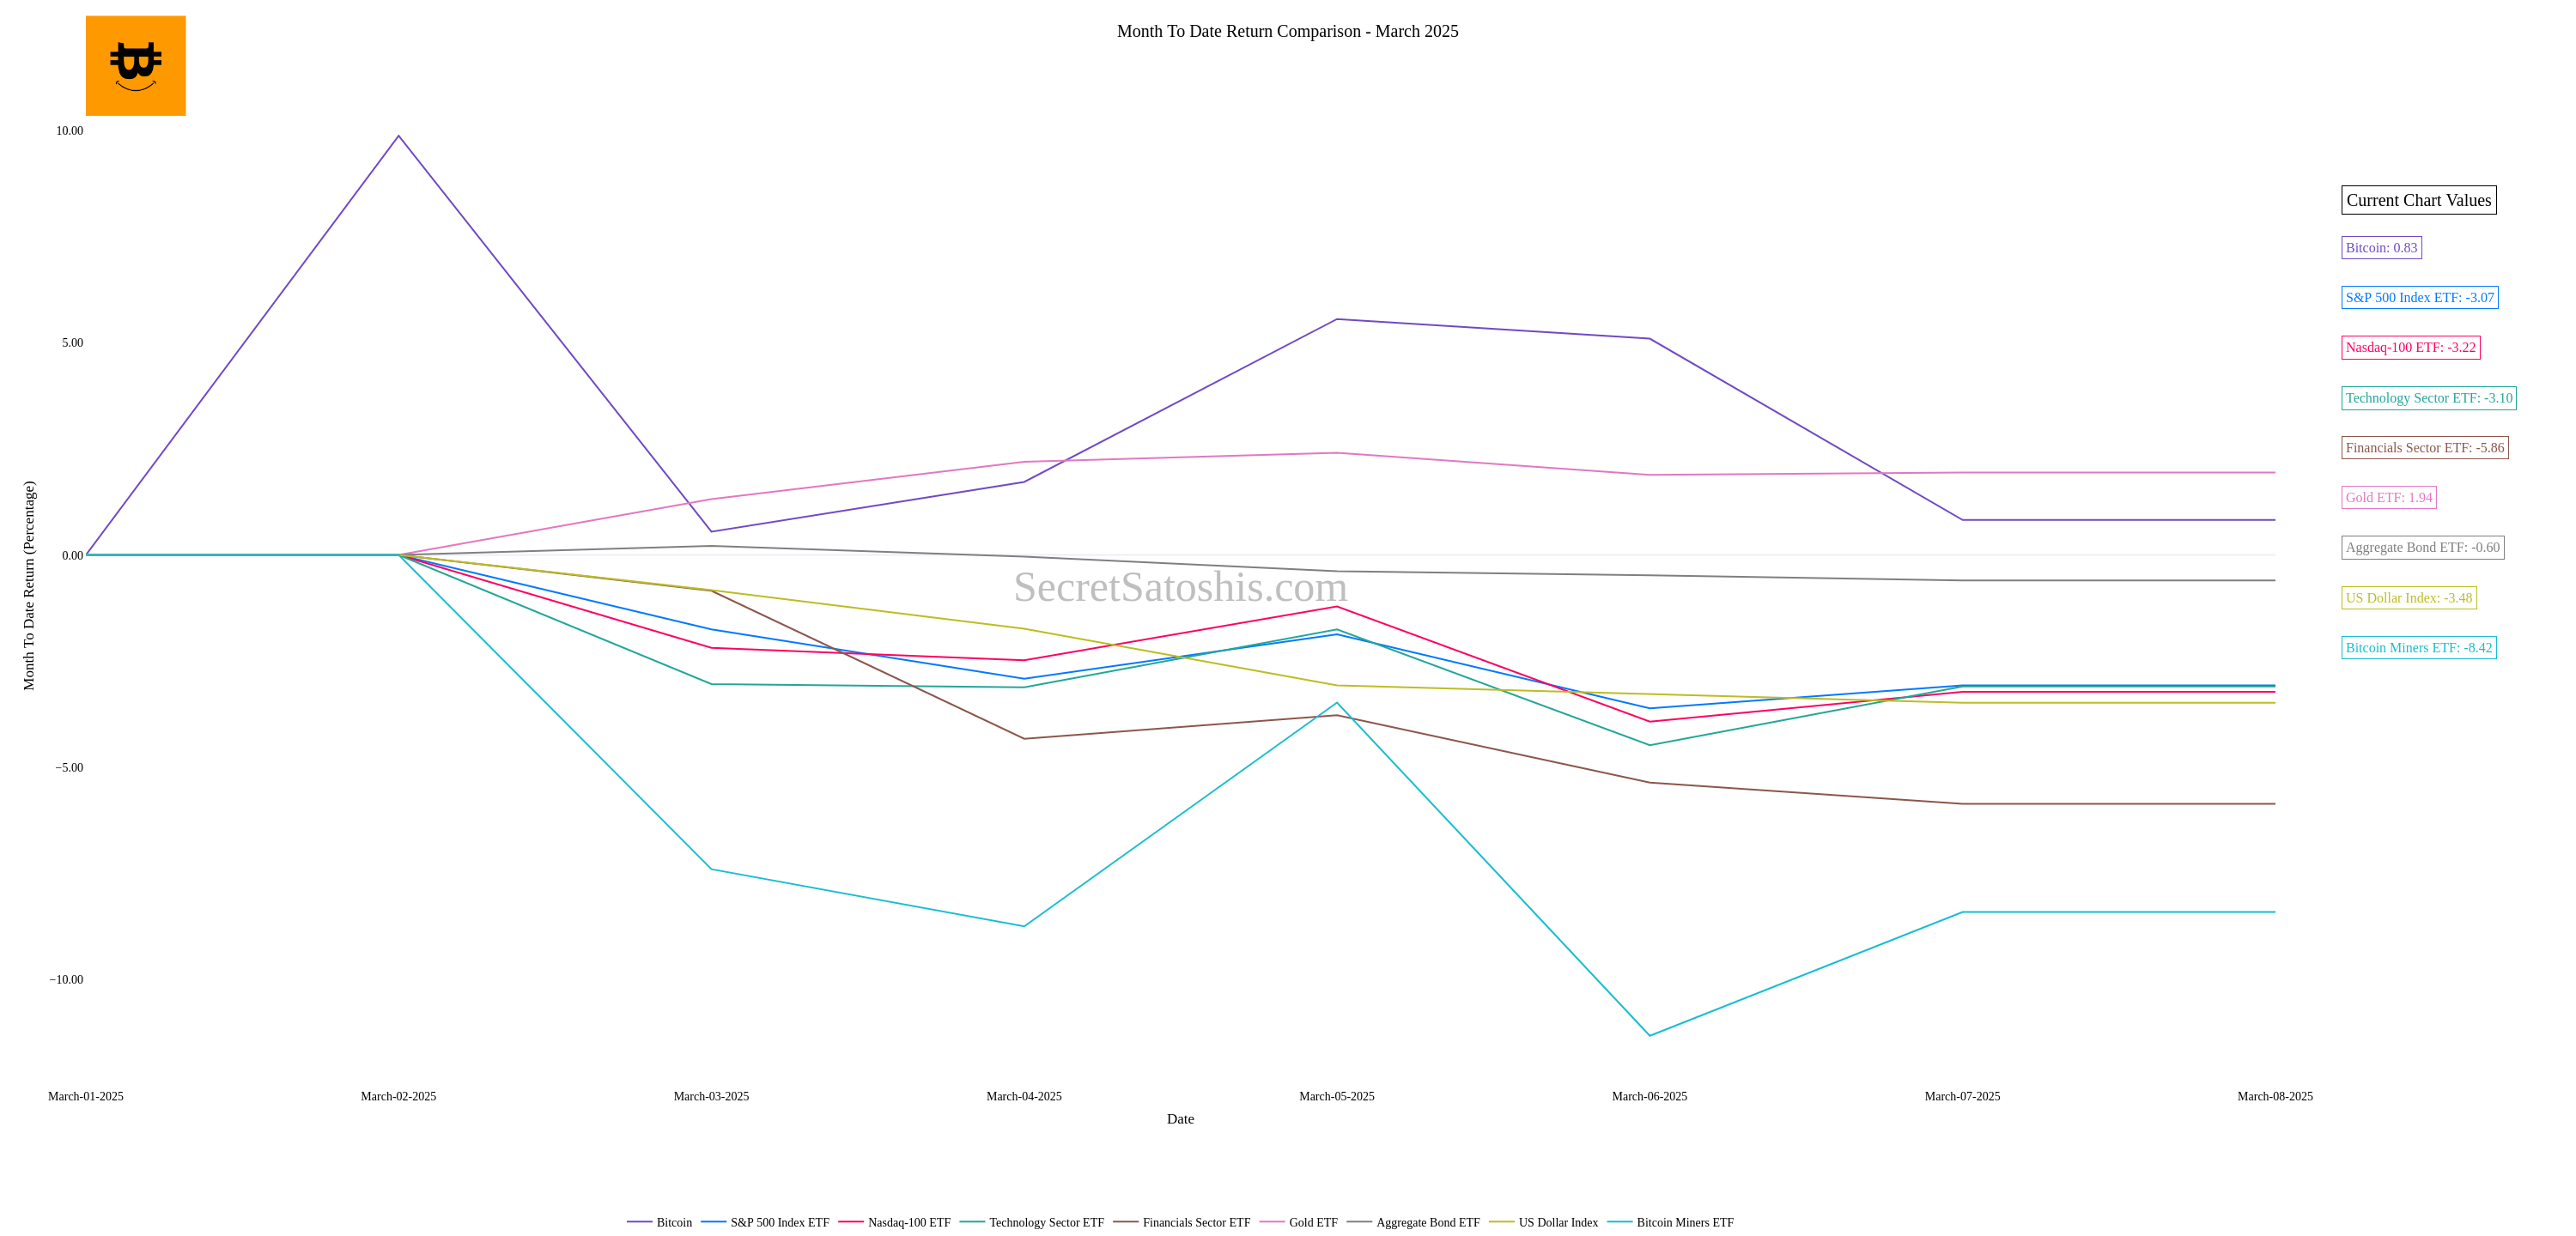 Month To Date Return Comparison - March 2025
10.00
5.00
0.00
−5.00
−10.00
Month To Date Return (Percentage)
SecretSatoshis.com
Current Chart Values
Bitcoin: 0.83
S&P 500 Index ETF: -3.07
Nasdaq-100 ETF: -3.22
Technology Sector ETF: -3.10
Financials Sector ETF: -5.86
Gold ETF: 1.94
Aggregate Bond ETF: -0.60
US Dollar Index: -3.48
Bitcoin Miners ETF: -8.42
March-01-2025 March-02-2025 March-03-2025 March-04-2025 March-05-2025 March-06-2025 March-07-2025 March-08-2025
Date
Bitcoin S&P 500 Index ETF Nasdaq-100 ETF Technology Sector ETF Financials Sector ETF Gold ETF Aggregate Bond ETF US Dollar Index Bitcoin Miners ETF